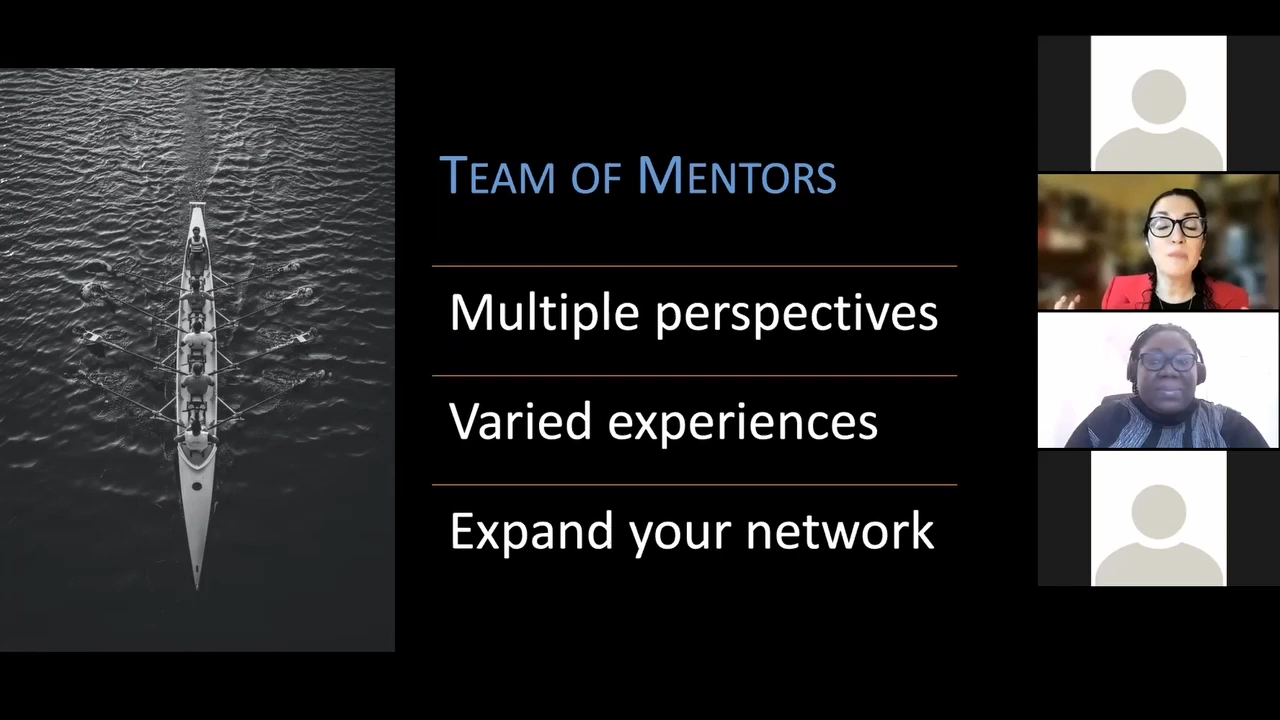 Team of Mentors
Multiple perspectives
Varied experiences
Expand your network